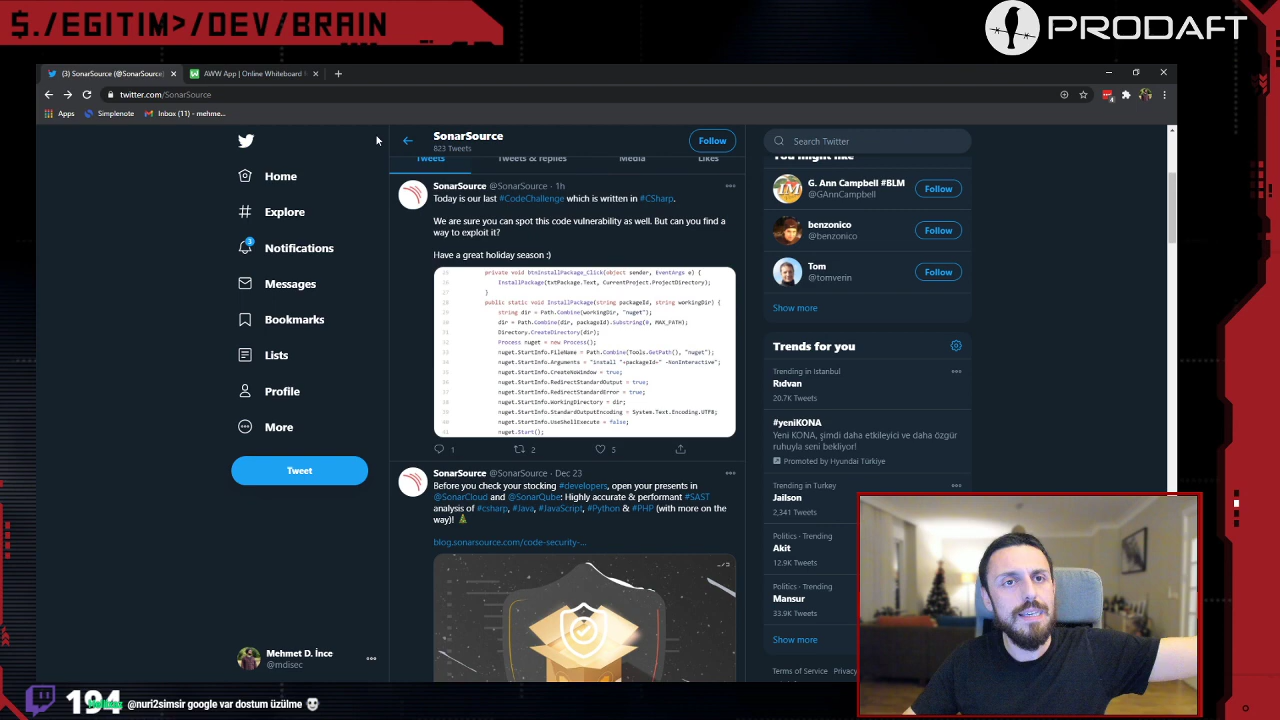 $./EGITIM>/DEV/BRAIN
PRODAFT
(3) SonarSource (@SonarSource)
AWW App | Online Whiteboard
twitter.com/SonarSource
Apps
Simplenote
Inbox (11) - mehme...
Home
Explore
3
Notifications
Messages
Bookmarks
Lists
Profile
More
Tweet
Mehmet D. İnce
@mdisec
SonarSource
823 Tweets
Follow
Tweets
Tweets & replies
Media
Likes
SonarSource @SonarSource · 1h
Today is our last #CodeChallenge which is written in #CSharp.
We are sure you can spot this code vulnerability as well. But can you find a
way to exploit it?
Have a great holiday season :)
private void btnInstallPackage_Click(object sender, EventArgs e) {
InstallPackage(txtPackage.Text, CurrentProject.ProjectDirectory);
}
public static void InstallPackage(string packageId, string workingDir) {
string dir = Path.Combine(workingDir, "nuget");
dir = Path.Combine(dir, packageId).Substring(0, MAX_PATH);
Directory.CreateDirectory(dir);
Process nuget = new Process();
nuget.StartInfo.FileName = Path.Combine(Tools.GetPath(), "nuget");
nuget.StartInfo.Arguments = "install "+packageId+" -NonInteractive";
nuget.StartInfo.CreateNoWindow = true;
nuget.StartInfo.RedirectStandardOutput = true;
nuget.StartInfo.RedirectStandardError = true;
nuget.StartInfo.WorkingDirectory = dir;
nuget.StartInfo.StandardOutputEncoding = System.Text.Encoding.UTF8;
nuget.StartInfo.UseShellExecute = false;
nuget.Start();
1
2
5
SonarSource @SonarSource · Dec 23
Before you check your stocking #developers, open your presents in
@SonarCloud and @SonarQube: Highly accurate & performant #SAST
analysis of #csharp, #Java, #JavaScript, #Python & #PHP (with more on the
way)!
blog.sonarsource.com/code-security-...
Search Twitter
You might like
G. Ann Campbell #BLM
@GAnnCampbell
Follow
benzonico
@benzonico
Follow
Tom
@tomverin
Follow
Show more
Trends for you
Trending in Istanbul
Rıdvan
20.7K Tweets
#yeniKONA
Yeni KONA, şimdi daha etkileyici ve daha özgür
ruhuyla seni bekliyor!
Promoted by Hyundai Türkiye
Trending in Turkey
Jailson
2,341 Tweets
Politics · Trending
Akit
12.9K Tweets
Politics · Trending
Mansur
33.9K Tweets
Show more
Terms of Service
Privacy
194
@nuri2simsir google var dostum üzülme